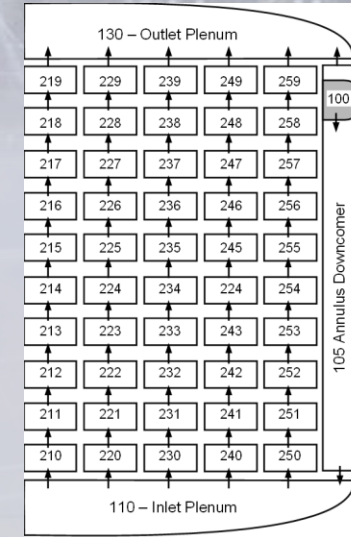 130 – Outlet Plenum
219 229 239 249 259
100
218 228 238 248 258
217 227 237 247 257
216 226 236 246 256
215 225 235 245 255
214 224 234 224 254
213 223 233 243 253
212 222 232 242 252
211 221 231 241 251
210 220 230 240 250
105 Annulus Downcomer
110 – Inlet Plenum